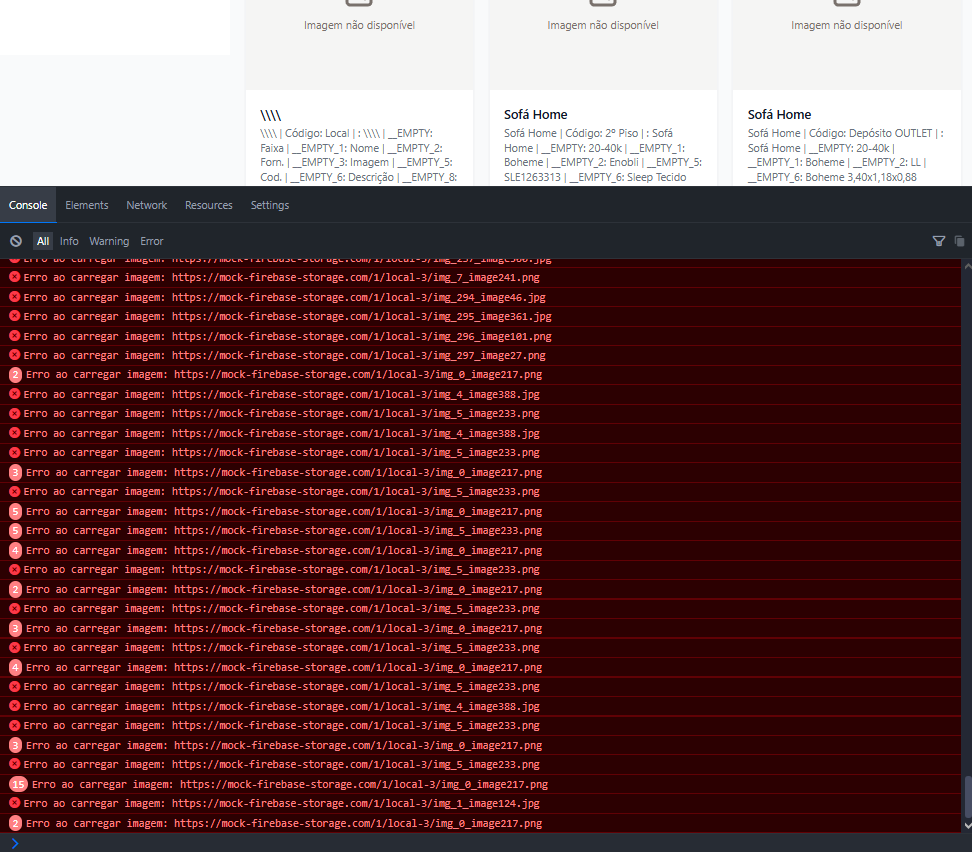 Imagem não disponível
Imagem não disponível
Imagem não disponível
\\\\
\\\\ | Código: Local | : \\\\ | __EMPTY:
Faixa | __EMPTY_1: Nome | __EMPTY_2:
Forn. | __EMPTY_3: Imagem | __EMPTY_5:
Cod. | __EMPTY_6: Descrição | __EMPTY_8:
Sofá Home
Sofá Home | Código: 2º Piso | : Sofá
Home | __EMPTY: 20-40k | __EMPTY_1:
Boheme | __EMPTY_2: Enobli | __EMPTY_5:
SLE1263313 | __EMPTY_6: Sleep Tecido
Sofá Home
Sofá Home | Código: Depósito OUTLET | :
Sofá Home | __EMPTY: 20-40k |
__EMPTY_1: Boheme | __EMPTY_2: LL |
__EMPTY_6: Boheme 3,40x1,18x0,88
Console Elements Network Resources Settings
All Info Warning Error
Erro ao carregar imagem: https://mock-firebase-storage.com/1/local-3/img_7_image241.png
Erro ao carregar imagem: https://mock-firebase-storage.com/1/local-3/img_294_image46.jpg
Erro ao carregar imagem: https://mock-firebase-storage.com/1/local-3/img_295_image361.jpg
Erro ao carregar imagem: https://mock-firebase-storage.com/1/local-3/img_296_image101.png
Erro ao carregar imagem: https://mock-firebase-storage.com/1/local-3/img_297_image27.png
2 Erro ao carregar imagem: https://mock-firebase-storage.com/1/local-3/img_0_image217.png
Erro ao carregar imagem: https://mock-firebase-storage.com/1/local-3/img_4_image388.jpg
Erro ao carregar imagem: https://mock-firebase-storage.com/1/local-3/img_5_image233.png
Erro ao carregar imagem: https://mock-firebase-storage.com/1/local-3/img_4_image388.jpg
Erro ao carregar imagem: https://mock-firebase-storage.com/1/local-3/img_5_image233.png
3 Erro ao carregar imagem: https://mock-firebase-storage.com/1/local-3/img_0_image217.png
Erro ao carregar imagem: https://mock-firebase-storage.com/1/local-3/img_5_image233.png
5 Erro ao carregar imagem: https://mock-firebase-storage.com/1/local-3/img_0_image217.png
5 Erro ao carregar imagem: https://mock-firebase-storage.com/1/local-3/img_5_image233.png
4 Erro ao carregar imagem: https://mock-firebase-storage.com/1/local-3/img_0_image217.png
Erro ao carregar imagem: https://mock-firebase-storage.com/1/local-3/img_5_image233.png
2 Erro ao carregar imagem: https://mock-firebase-storage.com/1/local-3/img_0_image217.png
Erro ao carregar imagem: https://mock-firebase-storage.com/1/local-3/img_5_image233.png
3 Erro ao carregar imagem: https://mock-firebase-storage.com/1/local-3/img_0_image217.png
Erro ao carregar imagem: https://mock-firebase-storage.com/1/local-3/img_5_image233.png
4 Erro ao carregar imagem: https://mock-firebase-storage.com/1/local-3/img_0_image217.png
Erro ao carregar imagem: https://mock-firebase-storage.com/1/local-3/img_5_image233.png
Erro ao carregar imagem: https://mock-firebase-storage.com/1/local-3/img_4_image388.jpg
Erro ao carregar imagem: https://mock-firebase-storage.com/1/local-3/img_5_image233.png
3 Erro ao carregar imagem: https://mock-firebase-storage.com/1/local-3/img_0_image217.png
Erro ao carregar imagem: https://mock-firebase-storage.com/1/local-3/img_5_image233.png
15 Erro ao carregar imagem: https://mock-firebase-storage.com/1/local-3/img_0_image217.png
Erro ao carregar imagem: https://mock-firebase-storage.com/1/local-3/img_1_image124.jpg
2 Erro ao carregar imagem: https://mock-firebase-storage.com/1/local-3/img_0_image217.png